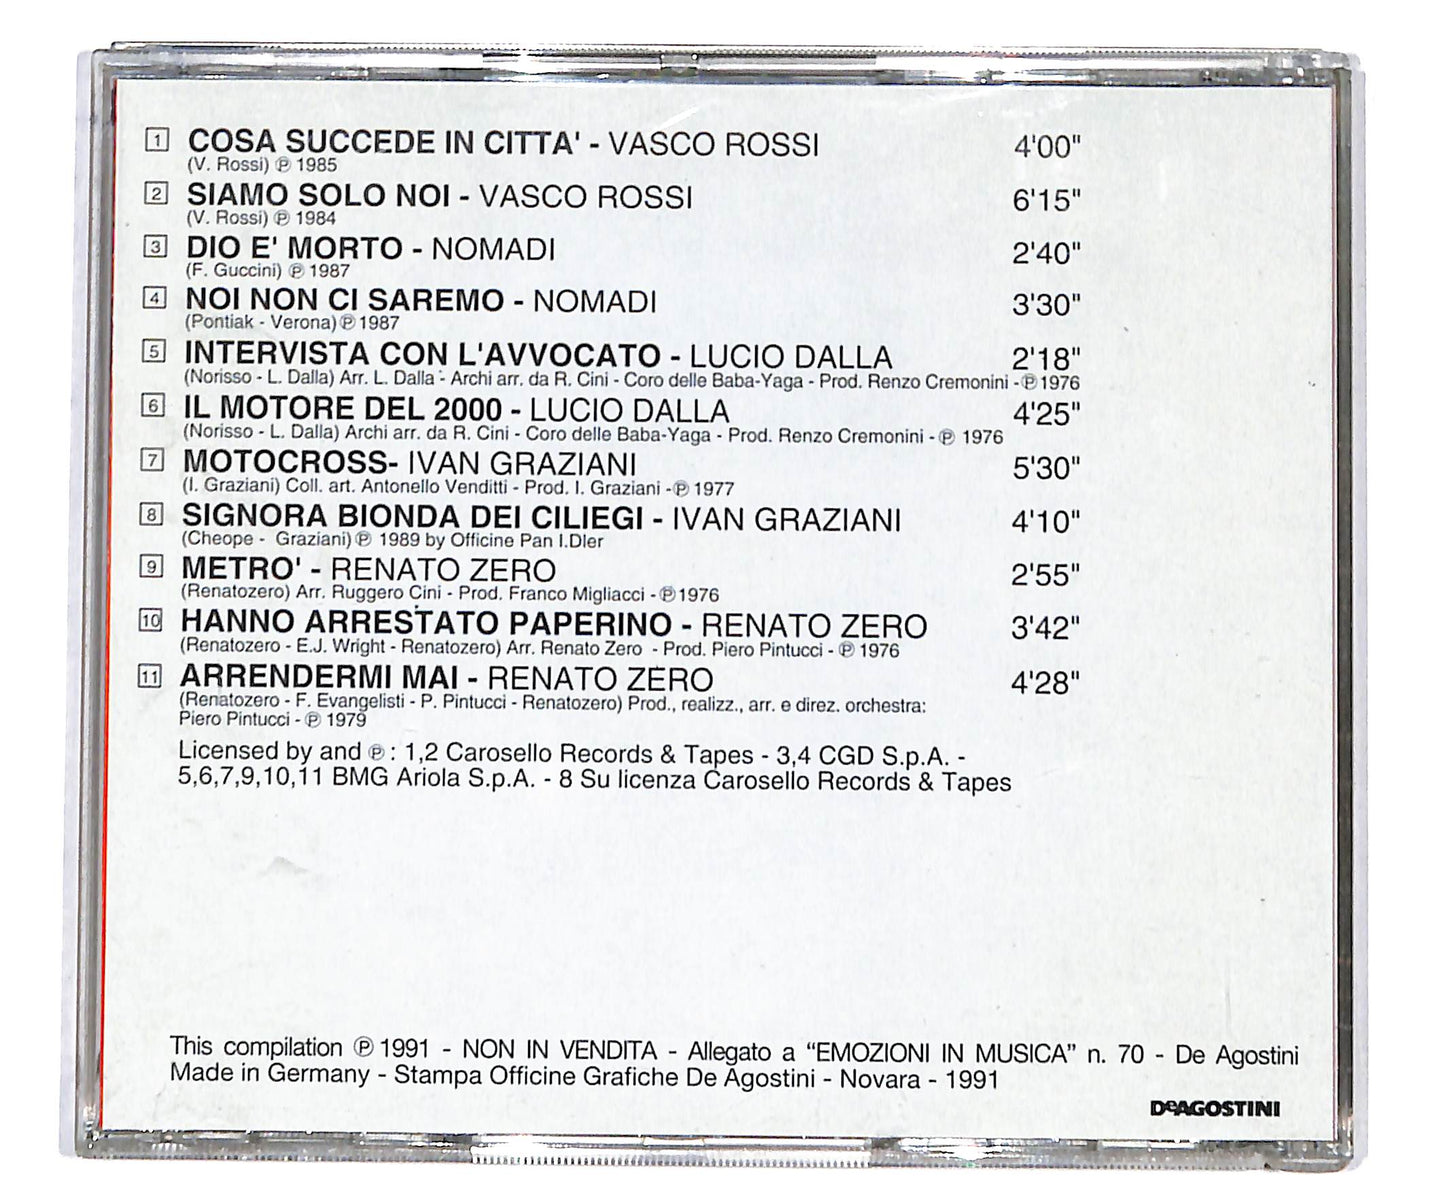 1 COSA SUCCEDE IN CITTA' - VASCO ROSSI 4'00"
(V. Rossi) ℗ 1985
2 SIAMO SOLO NOI - VASCO ROSSI 6'15"
(V. Rossi) ℗ 1984
3 DIO E' MORTO - NOMADI 2'40"
(F. Guccini) ℗ 1987
4 NOI NON CI SAREMO - NOMADI 3'30"
(Pontiak - Verona) ℗ 1987
5 INTERVISTA CON L'AVVOCATO - LUCIO DALLA 2'18"
(Norisso - L. Dalla) Arr. L. Dalla - Archi arr. da R. Cini - Coro delle Baba-Yaga - Prod. Renzo Cremonini - ℗ 1976
6 IL MOTORE DEL 2000 - LUCIO DALLA 4'25"
(Norisso - L. Dalla) Archi arr. da R. Cini - Coro delle Baba-Yaga - Prod. Renzo Cremonini - ℗ 1976
7 MOTOCROSS- IVAN GRAZIANI 5'30"
(I. Graziani) Coll. art. Antonello Venditti - Prod. I. Graziani - ℗ 1977
8 SIGNORA BIONDA DEI CILIEGI - IVAN GRAZIANI 4'10"
(Cheope - Graziani) ℗ 1989 by Officine Pan I.Dler
9 METRO' - RENATO ZERO 2'55"
(Renatozero) Arr. Ruggero Cini - Prod. Franco Migliacci - ℗ 1976
10 HANNO ARRESTATO PAPERINO - RENATO ZERO 3'42"
(Renatozero - E.J. Wright - Renatozero) Arr. Renato Zero - Prod. Piero Pintucci - ℗ 1976
11 ARRENDERMI MAI - RENATO ZERO 4'28"
(Renatozero - F. Evangelisti - P. Pintucci - Renatozero) Prod., realizz., arr. e direz. orchestra:
Piero Pintucci - ℗ 1979
Licensed by and ℗ : 1,2 Carosello Records & Tapes - 3,4 CGD S.p.A. -
5,6,7,9,10,11 BMG Ariola S.p.A. - 8 Su licenza Carosello Records & Tapes
This compilation ℗ 1991 - NON IN VENDITA - Allegato a “EMOZIONI IN MUSICA” n. 70 - De Agostini
Made in Germany - Stampa Officine Grafiche De Agostini - Novara - 1991
DeAGOSTINI